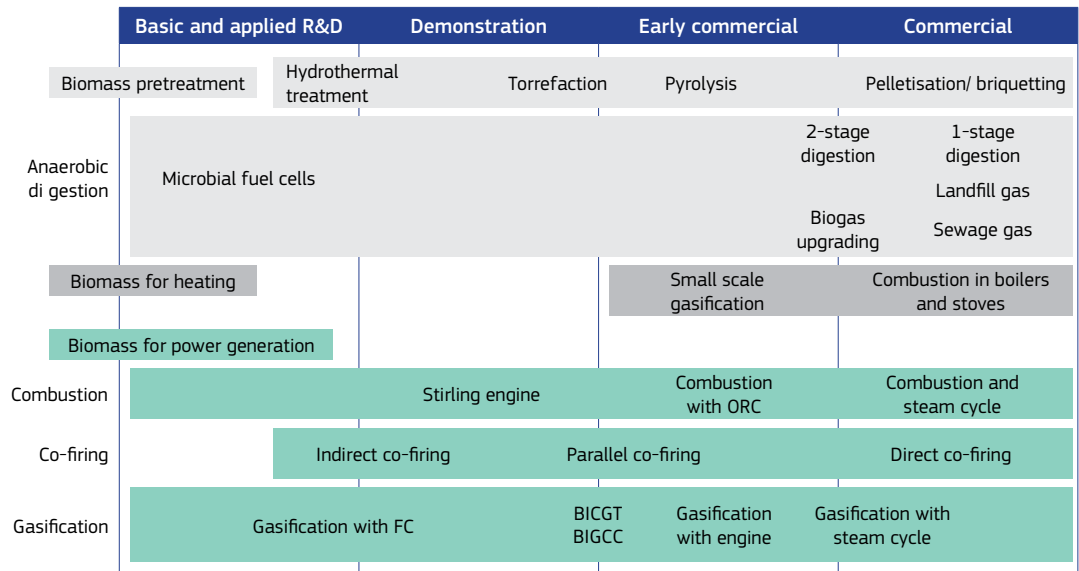 Basic and applied R&D Demonstration Early commercial Commercial
Biomass pretreatment
Hydrothermal
treatment
Torrefaction
Pyrolysis
Pelletisation/ briquetting
Anaerobic
di gestion
Microbial fuel cells
2-stage
digestion
1-stage
digestion
Landfill gas
Biogas
upgrading
Sewage gas
Biomass for heating
Small scale
gasification
Combustion in boilers
and stoves
Biomass for power generation
Combustion
Stirling engine
Combustion
with ORC
Combustion and
steam cycle
Co-firing
Indirect co-firing
Parallel co-firing
Direct co-firing
Gasification
Gasification with FC
BICGT
BIGCC
Gasification
with engine
Gasification with
steam cycle